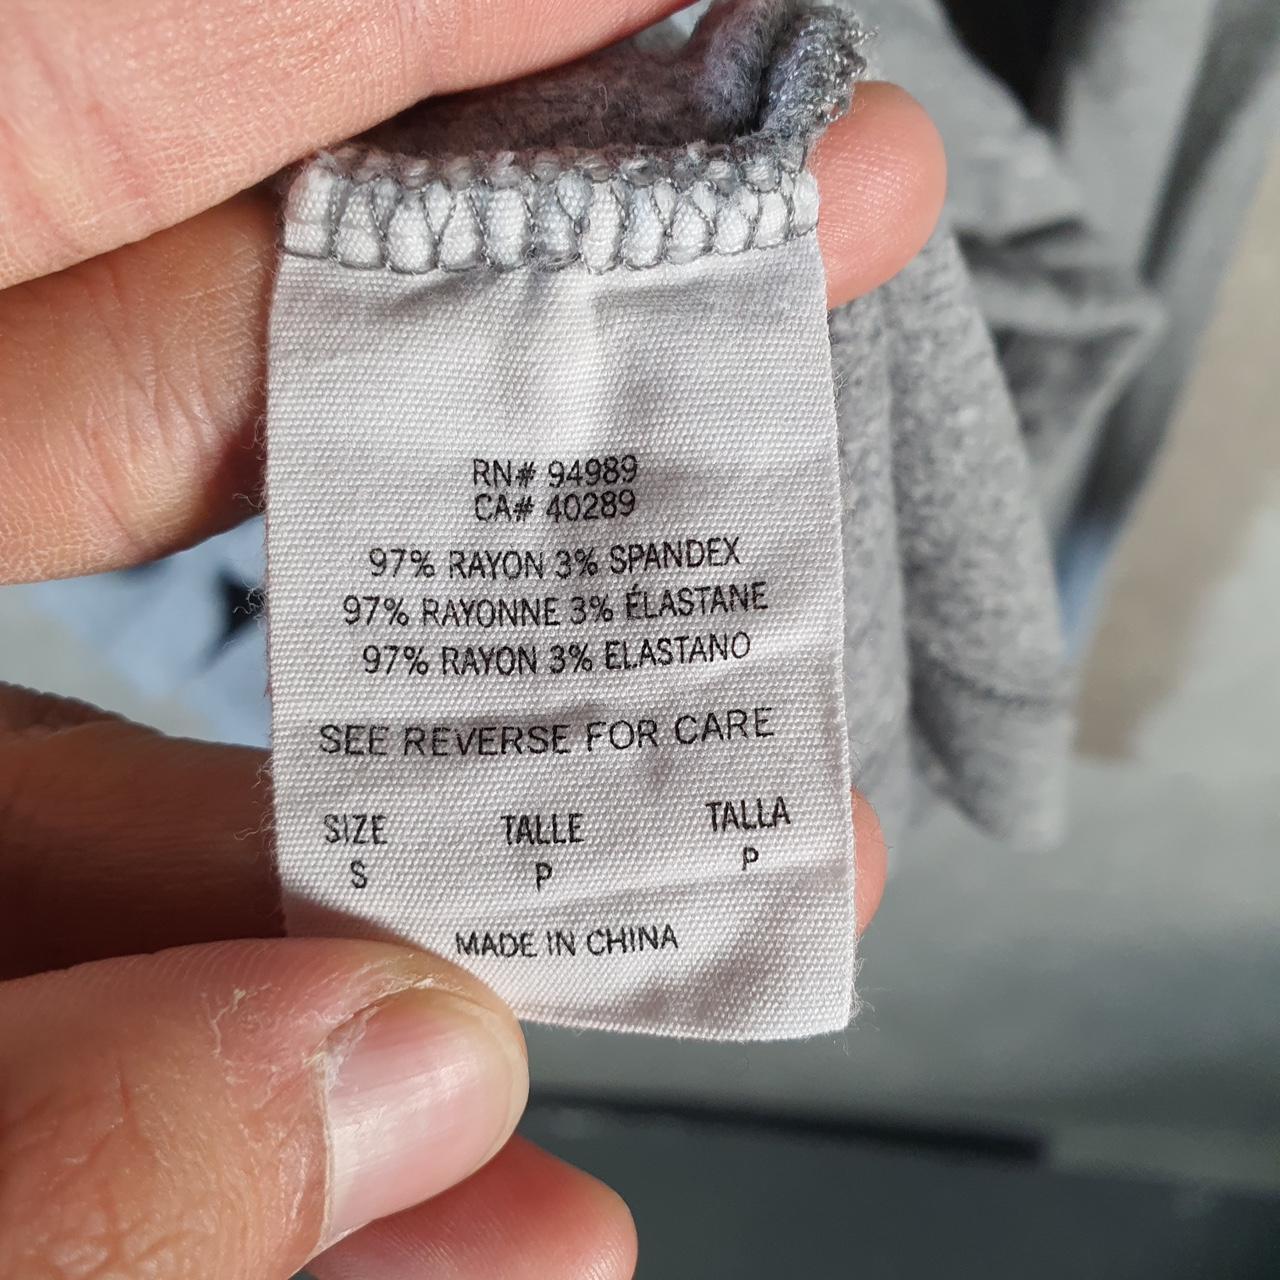 RN# 94989
CA# 40289
97% RAYON 3% SPANDEX
97% RAYONNE 3% ÉLASTANE
97% RAYON 3% ELASTANO
SEE REVERSE FOR CARE
SIZE TALLE TALLA
S P P
MADE IN CHINA